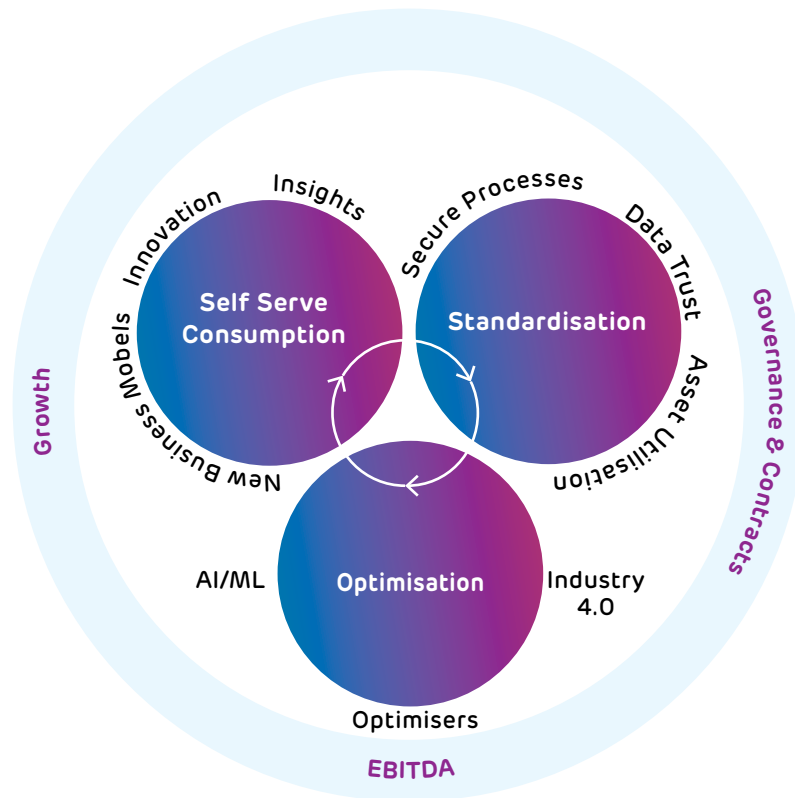 Innovation
Insights
New Business Mobels
Self Serve
Consumption
Secure Processes
Data Trust
Asset Utilisation
Standardisation
AI/ML
Optimisation
Industry
4.0
Optimisers
Growth
Governance & Contracts
EBITDA